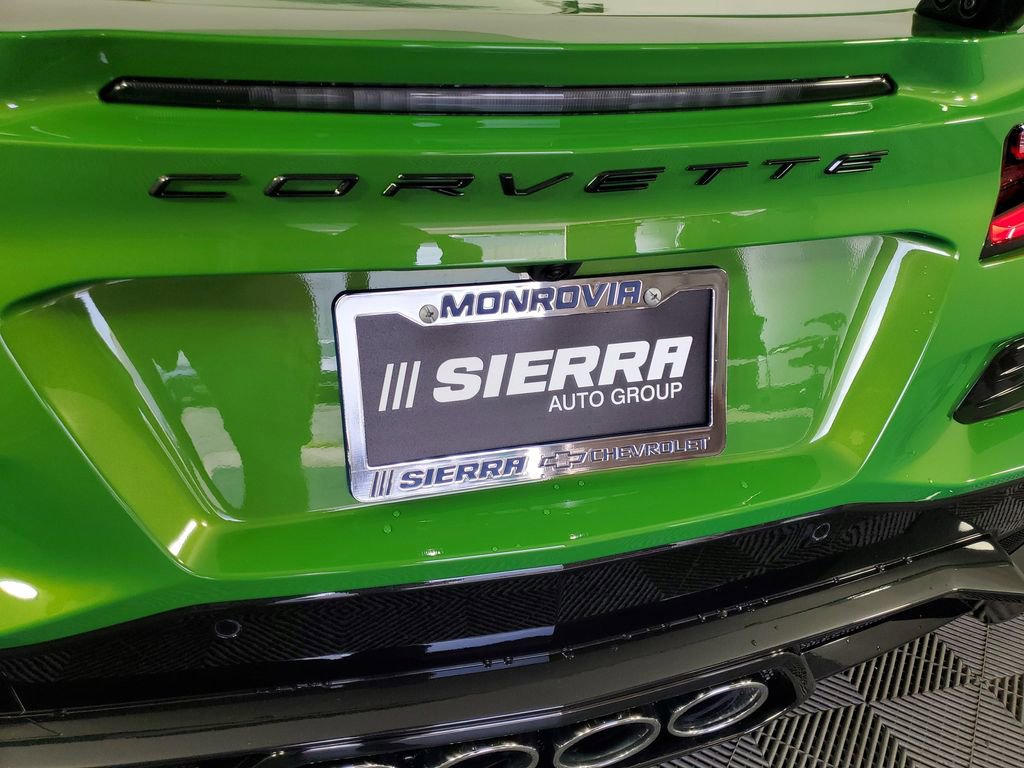 CORVETTE
MONROVIA
SIERRA
AUTO GROUP
SIERRA CHEVROLET